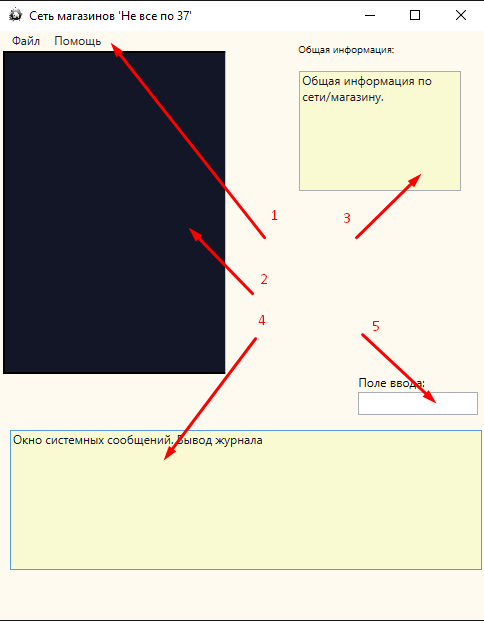 Сеть магазинов 'Не все по 37'
Файл Помощь
Общая информация:
Общая информация по
сети/магазину.
1
3
2
4
5
Поле ввода:
Окно системных сообщений. Вывод журнала